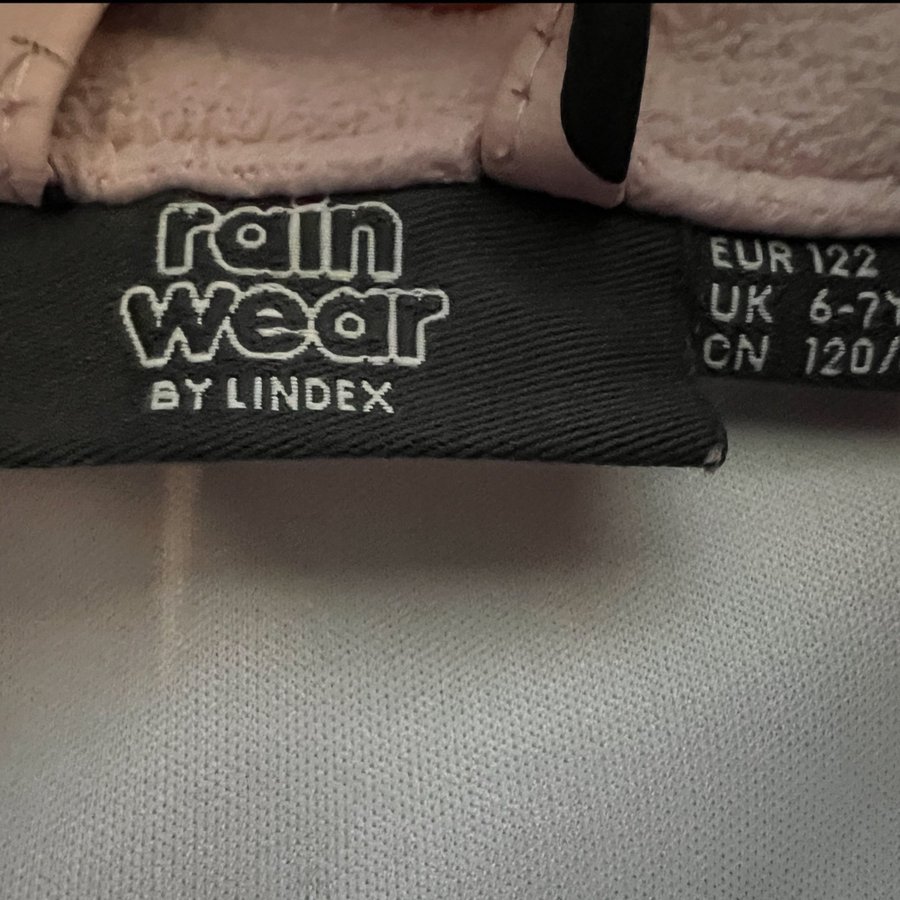 rain
wear
BY LINDEX
EUR 122
UK 6-7Y
CN 120/